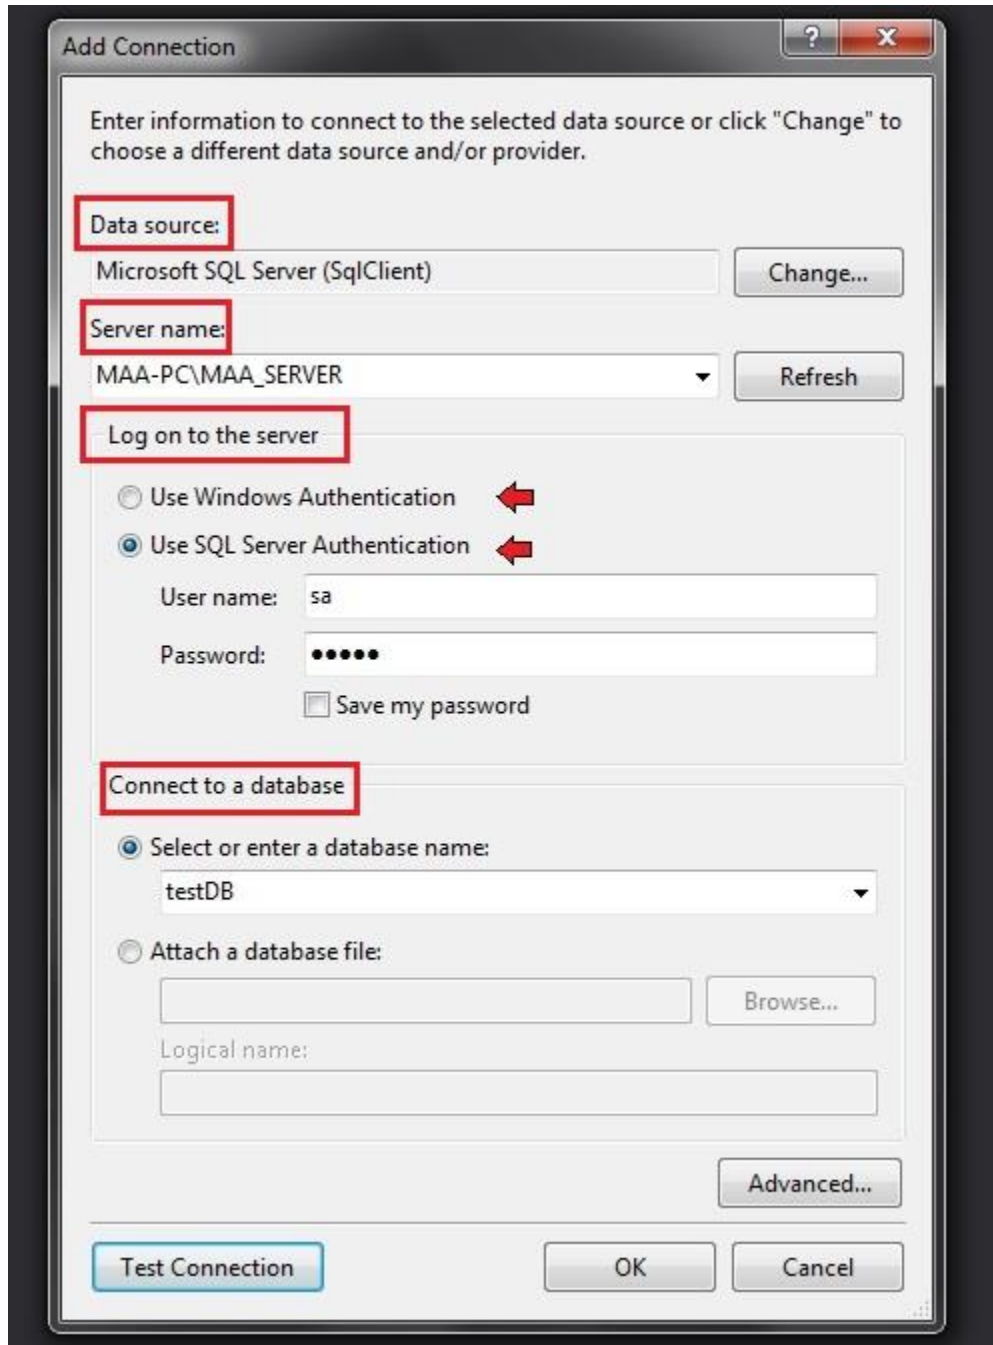 Add Connection
?
Enter information to connect to the selected data source or click "Change" to
choose a different data source and/or provider.
Data source:
Microsoft SQL Server (SqlClient)
Change...
Server name:
MAA-PC\MAA_SERVER
Refresh
Log on to the server
Use Windows Authentication
Use SQL Server Authentication
User name:
sa
Password:
•••••
Save my password
Connect to a database
Select or enter a database name:
testDB
Attach a database file:
Browse...
Logical name:
Advanced...
Test Connection
OK
Cancel